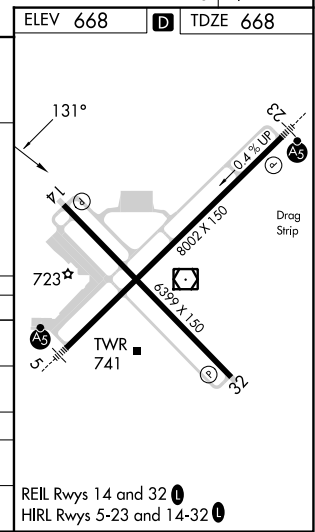 ELEV 668 D TDZE 668
131°
23
0.4% UP
A5
P
14
P
Drag
Strip
8002 X 150
723
6399 X 150
A5
TWR
741
5
P
32
REIL Rwys 14 and 32 L
HIRL Rwys 5-23 and 14-32 L